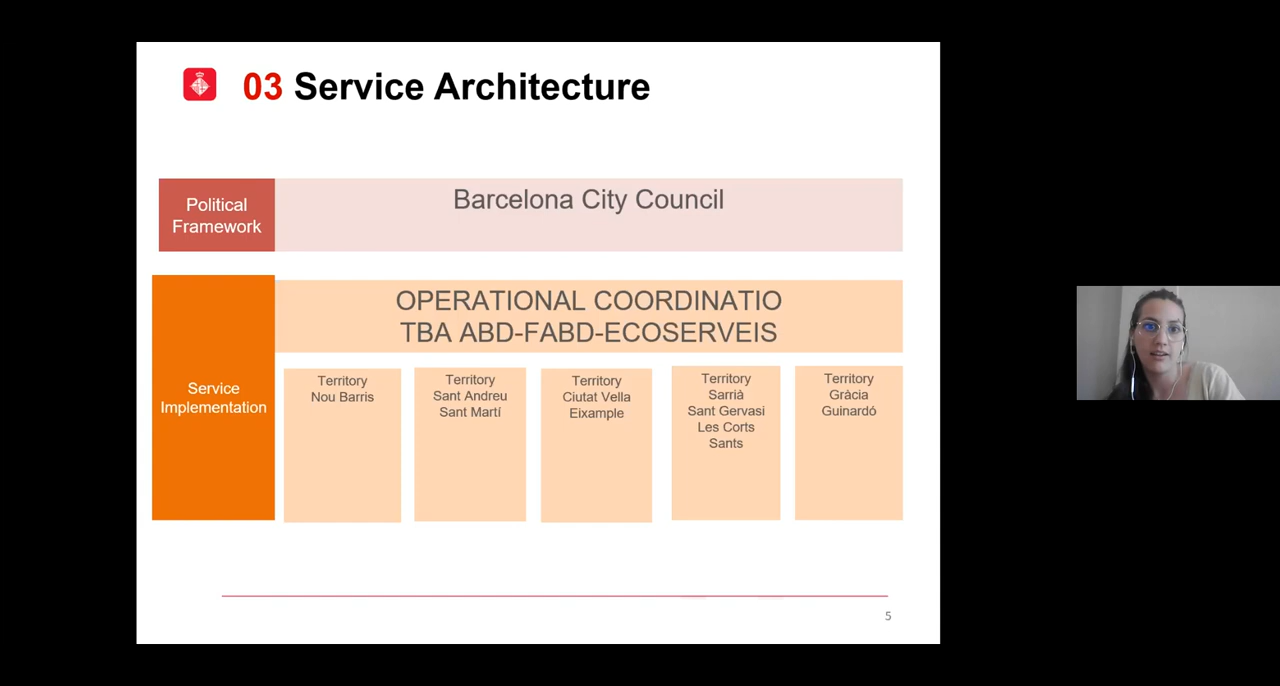 03 Service Architecture
Political
Framework
Barcelona City Council
OPERATIONAL COORDINATIO
TBA ABD-FABD-ECOSERVEIS
Service
Implementation
Territory
Nou Barris
Territory
Sant Andreu
Sant Martí
Territory
Ciutat Vella
Eixample
Territory
Sarrià
Sant Gervasi
Les Corts
Sants
Territory
Gràcia
Guinardó
5